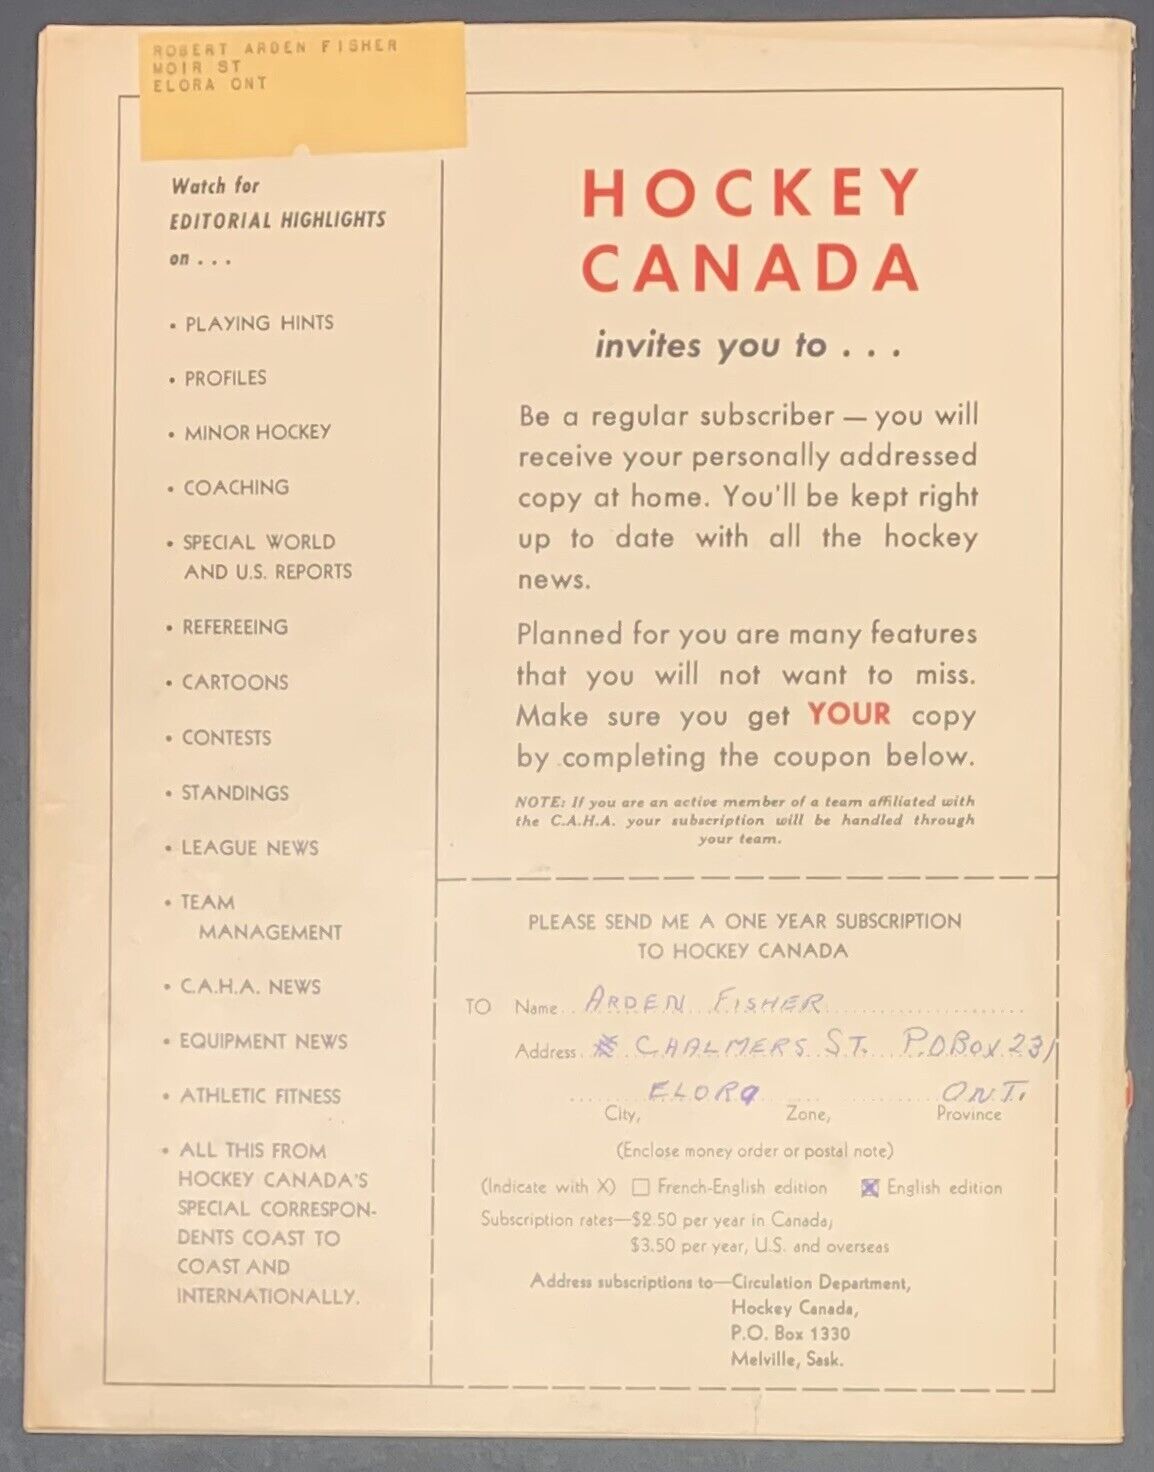 ROBERT ARDEN FISHER
MOIR ST
ELORA ONT
Watch for
EDITORIAL HIGHLIGHTS
on . . .
• PLAYING HINTS
• PROFILES
• MINOR HOCKEY
• COACHING
• SPECIAL WORLD
AND U.S. REPORTS
• REFEREEING
• CARTOONS
• CONTESTS
• STANDINGS
• LEAGUE NEWS
• TEAM
MANAGEMENT
• C.A.H.A. NEWS
• EQUIPMENT NEWS
• ATHLETIC FITNESS
• ALL THIS FROM
HOCKEY CANADA'S
SPECIAL CORRESPON-
DENTS COAST TO
COAST AND
INTERNATIONALLY.
HOCKEY
CANADA
invites you to . . .
Be a regular subscriber — you will
receive your personally addressed
copy at home. You'll be kept right
up to date with all the hockey
news.
Planned for you are many features
that you will not want to miss.
Make sure you get YOUR copy
by completing the coupon below.
NOTE: If you are an active member of a team affiliated with
the C.A.H.A. your subscription will be handled through
your team.
PLEASE SEND ME A ONE YEAR SUBSCRIPTION
TO HOCKEY CANADA
TO Name ARDEN FISHER
Address CHALMERS ST. P.O Box 231
ELORA ONT.
City, Zone, Province
(Enclose money order or postal note)
(Indicate with X) ☐ French-English edition ☒ English edition
Subscription rates—$2.50 per year in Canada;
$3.50 per year, U.S. and overseas
Address subscriptions to—Circulation Department,
Hockey Canada,
P.O. Box 1330
Melville, Sask.